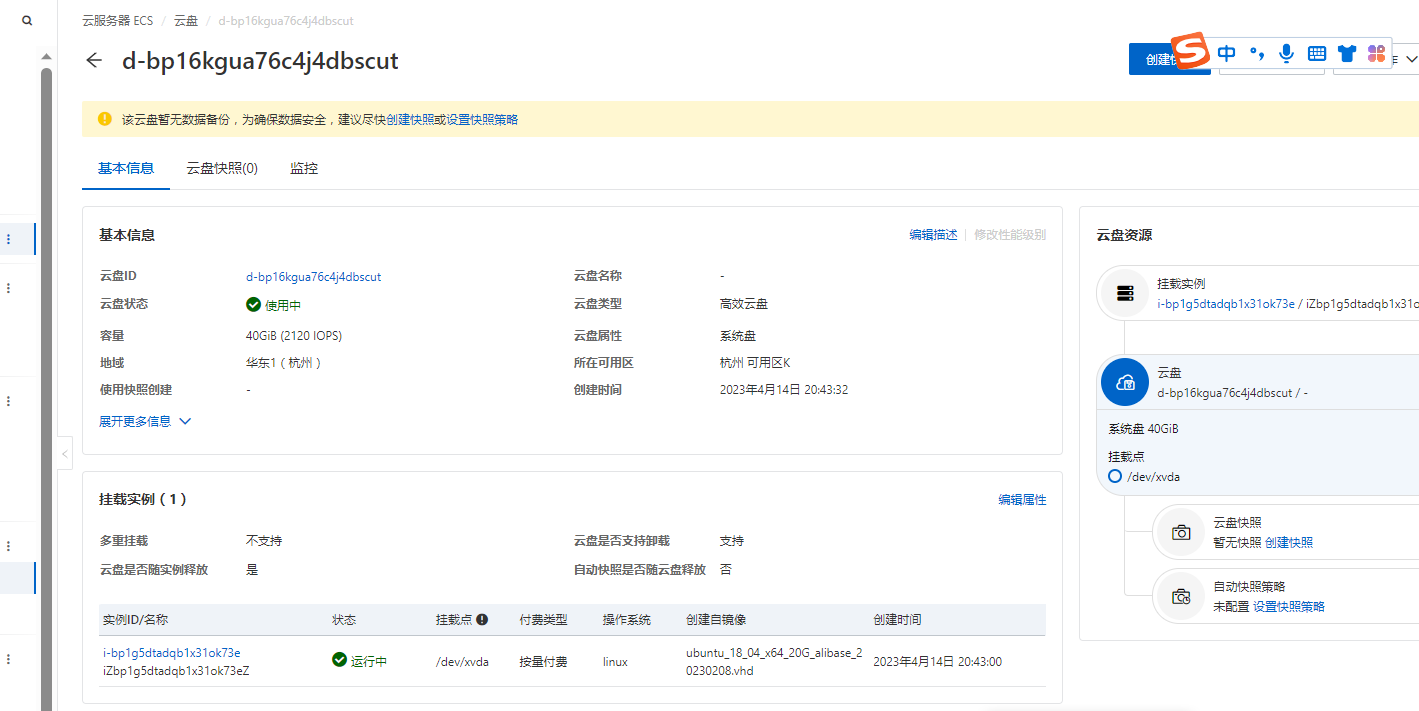 云服务器 ECS / 云盘 / d-bp16kgua76c4j4dbscut
d-bp16kgua76c4j4dbscut
创建快
中
该云盘暂无数据备份，为确保数据安全，建议尽快创建快照或设置快照策略
基本信息 云盘快照(0) 监控
基本信息 编辑描述 修改性能级别
云盘ID d-bp16kgua76c4j4dbscut 云盘名称 -
云盘状态 使用中 云盘类型 高效云盘
容量 40GiB (2120 IOPS) 云盘属性 系统盘
地域 华东1（杭州） 所在可用区 杭州 可用区K
使用快照创建 - 创建时间 2023年4月14日 20:43:32
展开更多信息
挂载实例（1） 编辑属性
多重挂载 不支持 云盘是否支持卸载 支持
云盘是否随实例释放 是 自动快照是否随云盘释放 否
实例ID/名称 状态 挂载点 付费类型 操作系统 创建自镜像 创建时间
i-bp1g5dtadqb1x31ok73e
iZbp1g5dtadqb1x31ok73eZ
运行中 /dev/xvda 按量付费 linux
ubuntu_18_04_x64_20G_alibase_2
0230208.vhd
2023年4月14日 20:43:00
云盘资源
挂载实例
i-bp1g5dtadqb1x31ok73e / iZbp1g5dtadqb1x31o
云盘
d-bp16kgua76c4j4dbscut / -
系统盘 40GiB
挂载点
/dev/xvda
云盘快照
暂无快照 创建快照
自动快照策略
未配置 设置快照策略